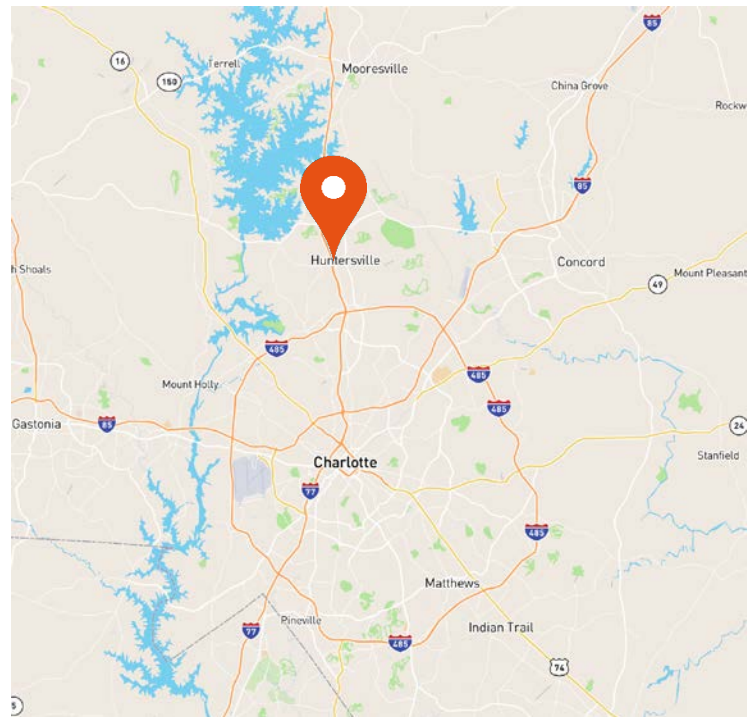 85
16
Terrell
150
Mooresville
China Grove
Rockw
85
Huntersville
Concord
h Shoals
Mount Pleasant
49
485
485
Mount Holly
485
Gastonia
85
24
Stanfield
Charlotte
77
485
Matthews
Pineville
Indian Trail
77
485
74
5